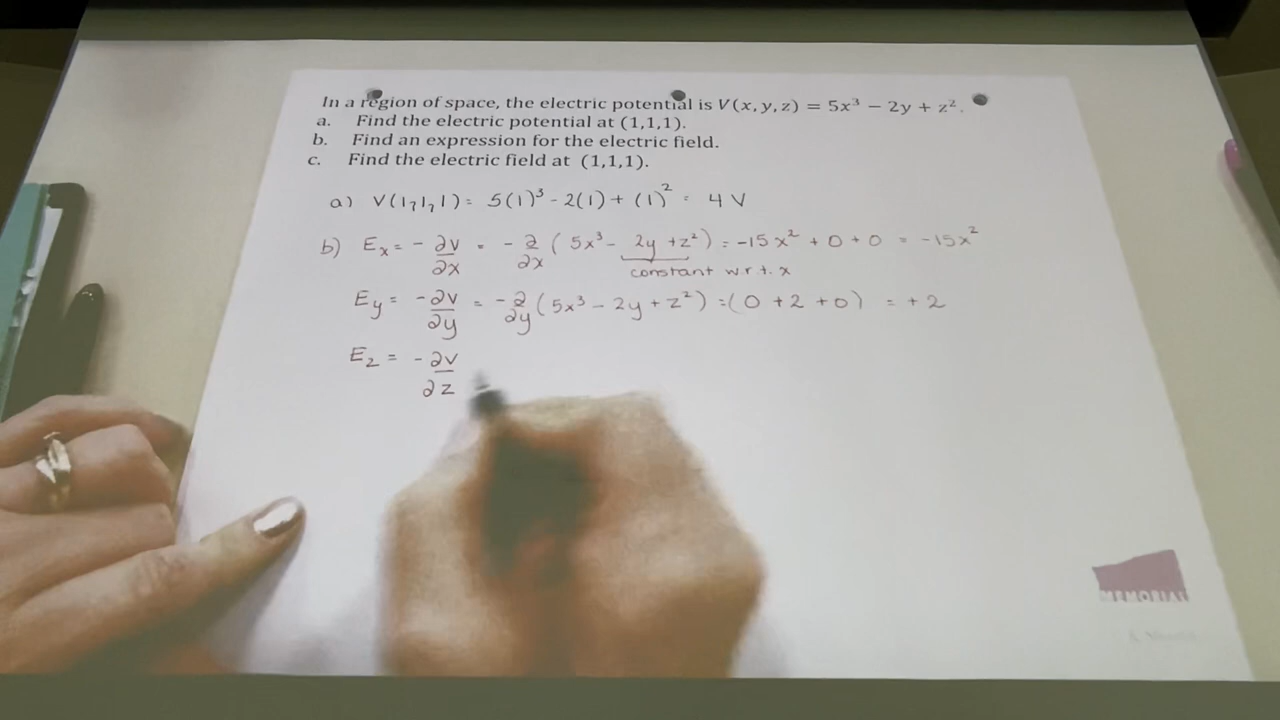 In a region of space, the electric potential is V(x, y, z) = 5x³ − 2y + z².
a. Find the electric potential at (1,1,1).
b. Find an expression for the electric field.
c. Find the electric field at (1,1,1).
a) V(1,1,1) = 5(1)³ - 2(1) + (1)² = 4 V
b) Ex = - ∂V/∂x = - ∂/∂x (5x³ - 2y + z²) = -15x² + 0 + 0 = -15x²
constant w.r.t. x
Ey = -∂V/∂y = -∂/∂y (5x³ - 2y + z²) = (0 + 2 + 0) = +2
Ez = -∂V/∂z
MEMORIAL